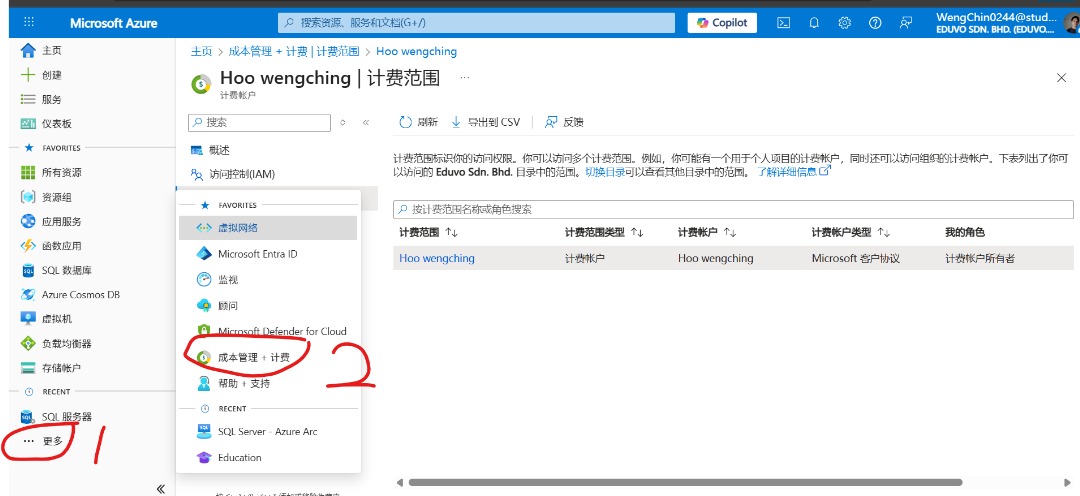 Microsoft Azure
搜索资源、服务和文档(G+/)
Copilot
WengChin0244@stud...
EDUVO SDN. BHD. (EDUVO....
主页
创建
服务
仪表板
FAVORITES
所有资源
资源组
应用服务
函数应用
SQL 数据库
Azure Cosmos DB
虚拟机
负载均衡器
存储帐户
RECENT
SQL 服务器
... 更多
1
«
主页 > 成本管理 + 计费 | 计费范围 > Hoo wengching
Hoo wengching | 计费范围 ...
计费帐户
搜索
«
概述
访问控制(IAM)
FAVORITES
虚拟网络
Microsoft Entra ID
监视
顾问
Microsoft Defender for Cloud
成本管理 + 计费
2
帮助 + 支持
RECENT
SQL Server - Azure Arc
Education
刷新 导出到 CSV 反馈
计费范围标识你的访问权限。你可以访问多个计费范围。例如，你可能有一个用于个人项目的计费帐户，同时还可以访问组织的计费帐户。下表列出了你可
以访问的 Eduvo Sdn. Bhd. 目录中的范围。切换目录可以查看其他目录中的范围。 了解详细信息
按计费范围名称或角色搜索
计费范围 ↑↓ 计费范围类型 ↑↓ 计费帐户 ↑↓ 计费帐户类型 ↑↓ 我的角色
Hoo wengching 计费帐户 Hoo wengching Microsoft 客户协议 计费帐户所有者